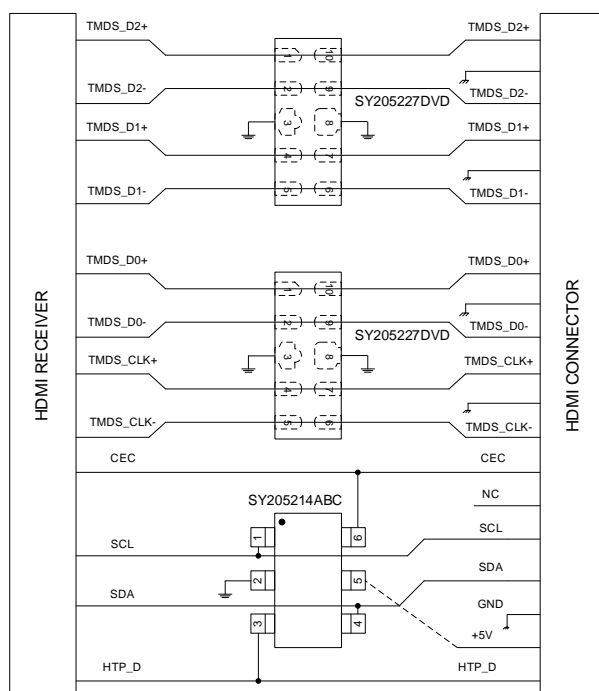 TMDS_D2+ TMDS_D2+
1 10
TMDS_D2- 2 9 TMDS_D2-
SY205227DVD
3 8
TMDS_D1+ TMDS_D1+
4 7
TMDS_D1- 5 6 TMDS_D1-
TMDS_D0+ TMDS_D0+
1 10
TMDS_D0- 2 9 TMDS_D0-
SY205227DVD
3 8
TMDS_CLK+ TMDS_CLK+
4 7
TMDS_CLK- 5 6 TMDS_CLK-
HDMI RECEIVER
HDMI CONNECTOR
CEC CEC
SY205214ABC
NC
1 6
SCL SCL
2 5
SDA SDA
3 4
GND
+5V
HTP_D HTP_D